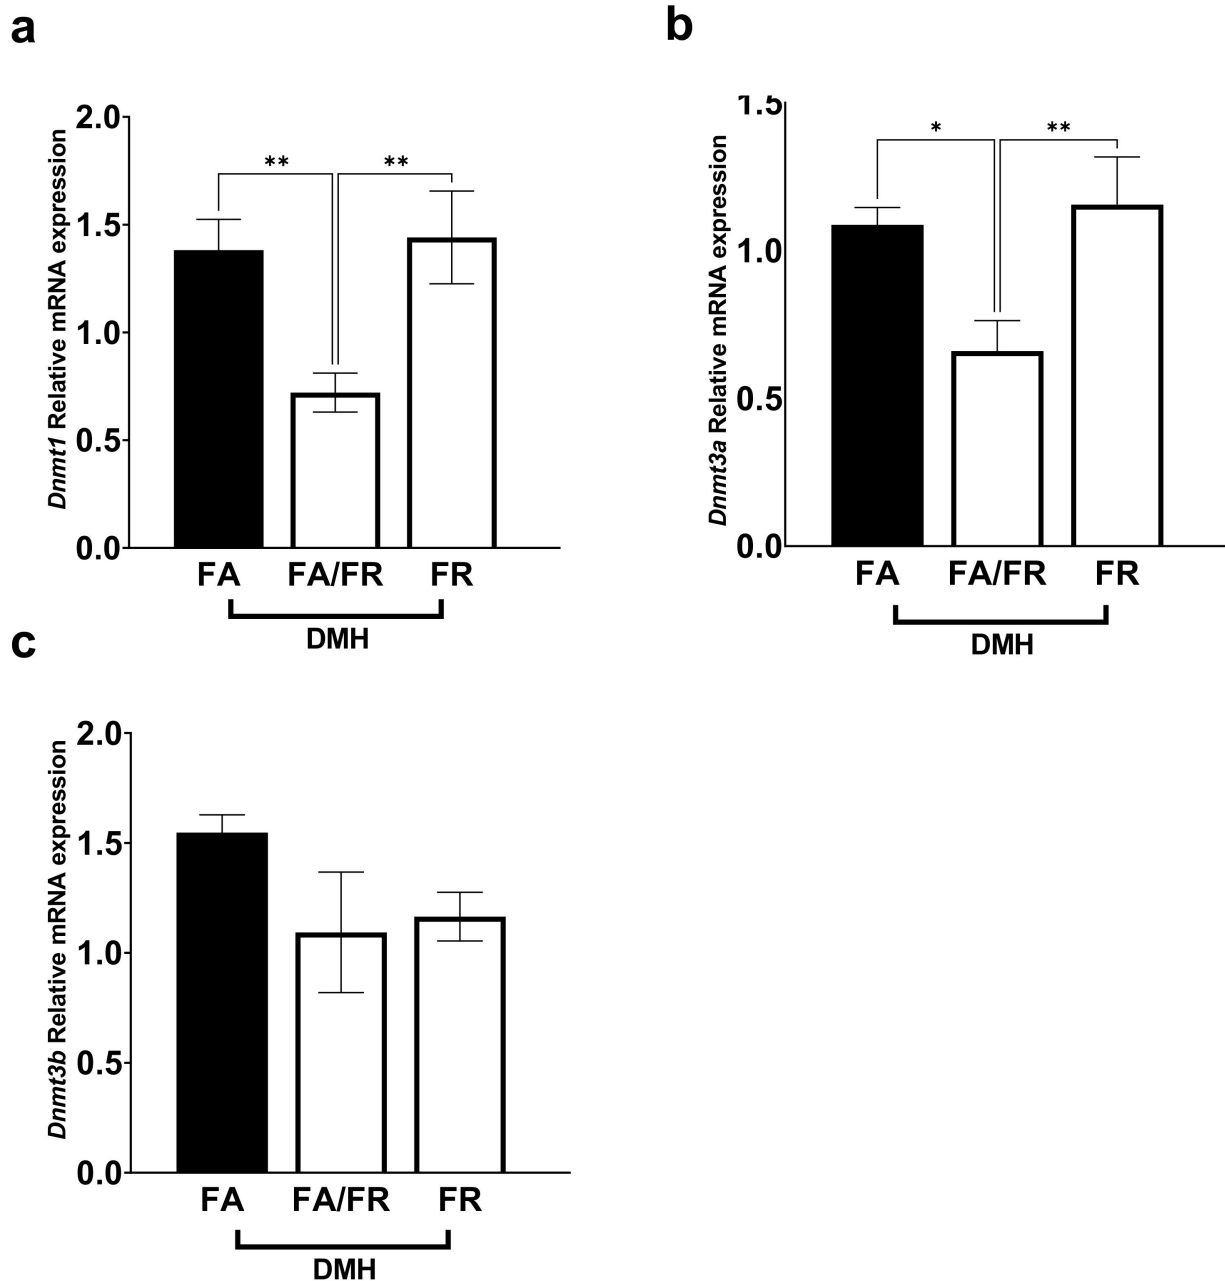 a
2.0
1.5
1.0
0.5
0.0
Dnmt1 Relative mRNA expression
** **
FA FA/FR FR
DMH
b
1.5
1.0
0.5
0.0
Dnmt3a Relative mRNA expression
* **
FA FA/FR FR
DMH
c
2.0
1.5
1.0
0.5
0.0
Dnmt3b Relative mRNA expression
FA FA/FR FR
DMH